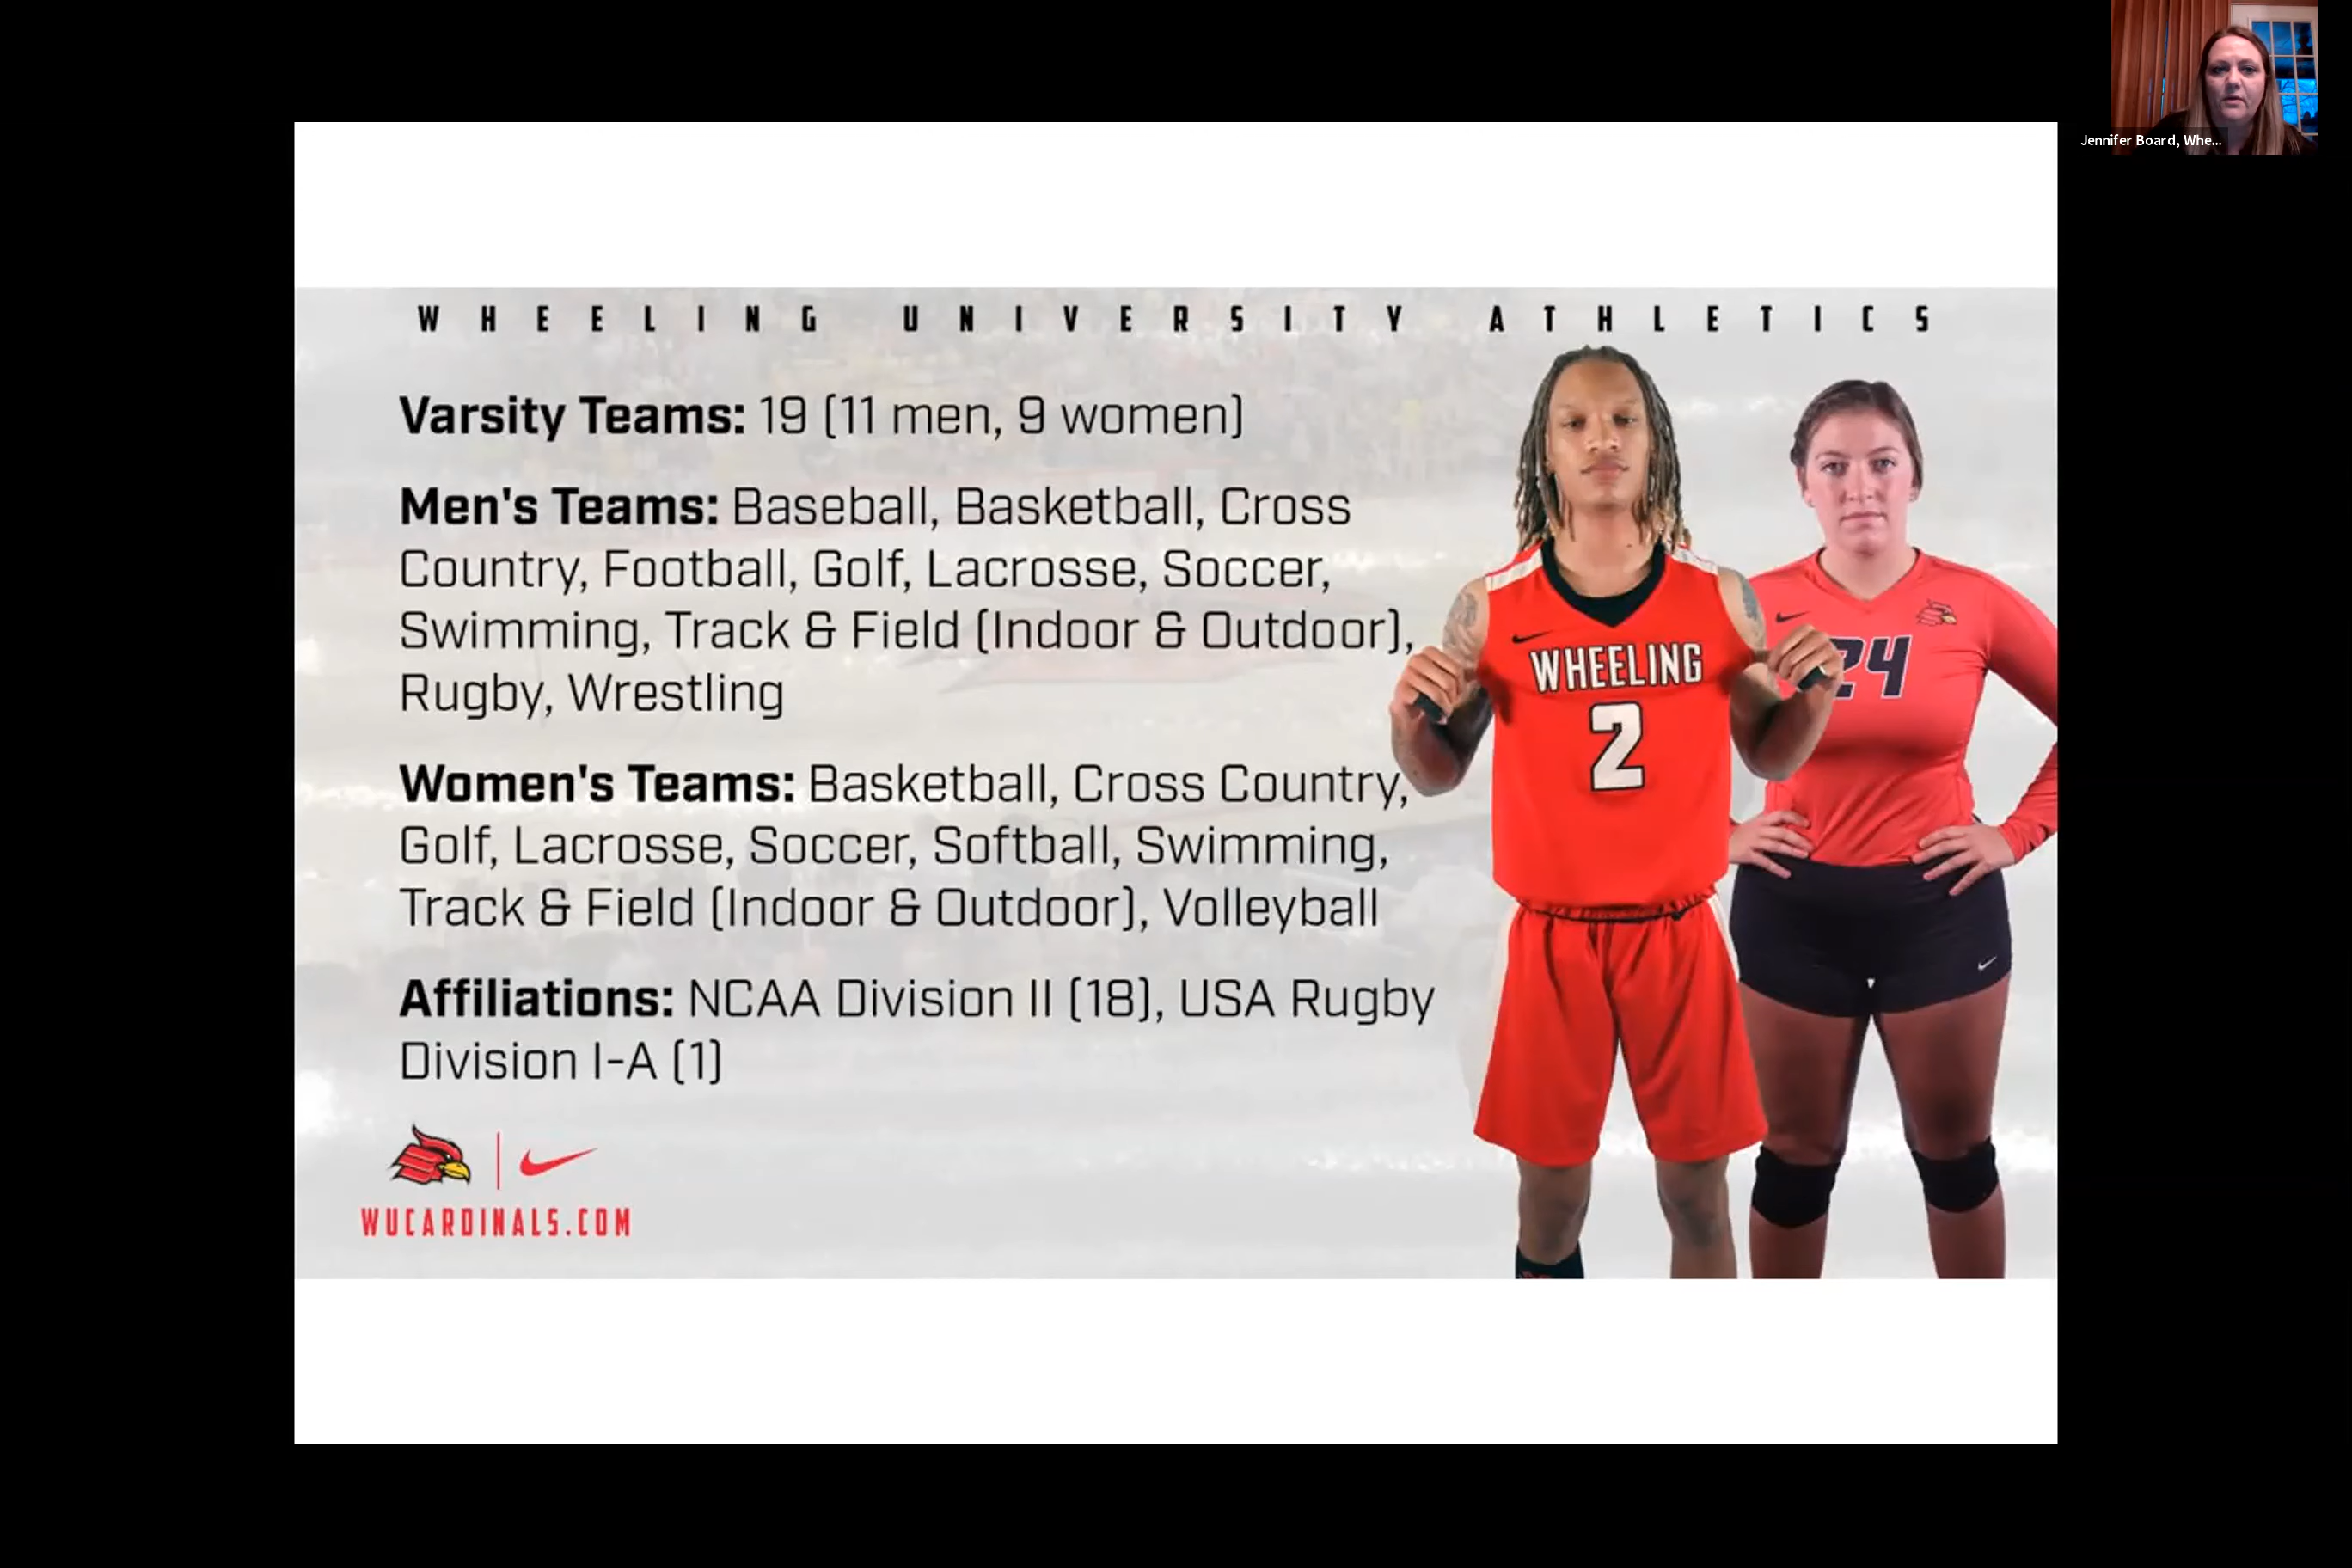 Jennifer Board, Whe...
WHEELING UNIVERSITY ATHLETICS
Varsity Teams: 19 (11 men, 9 women)
Men's Teams: Baseball, Basketball, Cross
Country, Football, Golf, Lacrosse, Soccer,
Swimming, Track & Field (Indoor & Outdoor),
Rugby, Wrestling
Women's Teams: Basketball, Cross Country,
Golf, Lacrosse, Soccer, Softball, Swimming,
Track & Field (Indoor & Outdoor), Volleyball
Affiliations: NCAA Division II (18), USA Rugby
Division I-A (1)
WUCARDINALS.COM
WHEELING
2
24